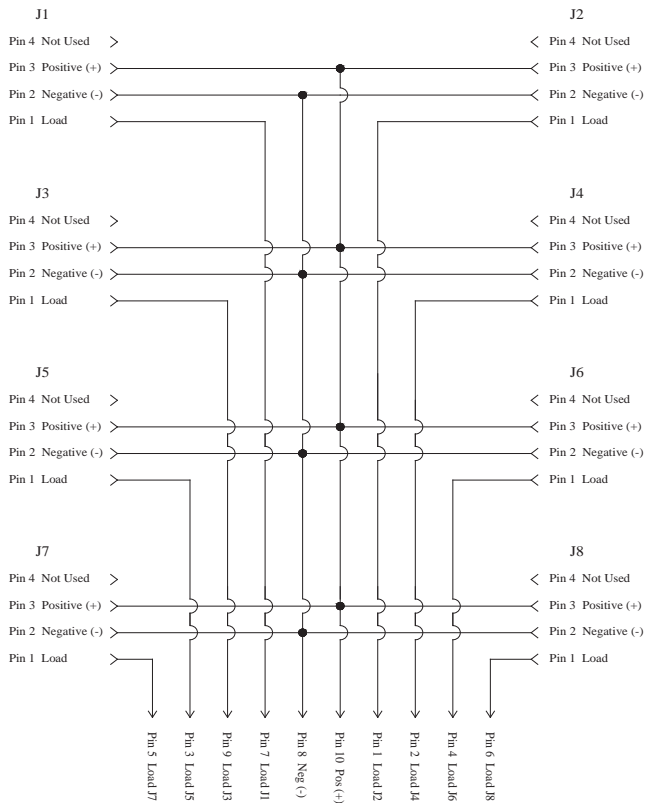 J1
J2
Pin 4 Not Used
Pin 4 Not Used
Pin 3 Positive (+)
Pin 3 Positive (+)
Pin 2 Negative (-)
Pin 2 Negative (-)
Pin 1 Load
Pin 1 Load
J3
J4
Pin 4 Not Used
Pin 4 Not Used
Pin 3 Positive (+)
Pin 3 Positive (+)
Pin 2 Negative (-)
Pin 2 Negative (-)
Pin 1 Load
Pin 1 Load
J5
J6
Pin 4 Not Used
Pin 4 Not Used
Pin 3 Positive (+)
Pin 3 Positive (+)
Pin 2 Negative (-)
Pin 2 Negative (-)
Pin 1 Load
Pin 1 Load
J7
J8
Pin 4 Not Used
Pin 4 Not Used
Pin 3 Positive (+)
Pin 3 Positive (+)
Pin 2 Negative (-)
Pin 2 Negative (-)
Pin 1 Load
Pin 1 Load
Pin 5 Load J7
Pin 3 Load J5
Pin 9 Load J3
Pin 7 Load J1
Pin 8 Neg (-)
Pin 10 Pos (+)
Pin 1 Load J2
Pin 2 Load J4
Pin 4 Load J6
Pin 6 Load J8